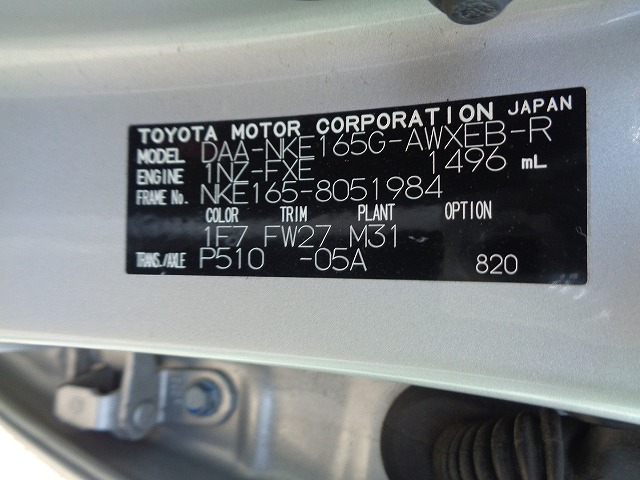 TOYOTA MOTOR CORPORATION JAPAN
MODEL DAA-NKE165G-AWXEB-R
ENGINE 1NZ-FXE 1496 mL
FRAME No. NKE165-8051984
COLOR TRIM PLANT OPTION
1F7 FW27 M31
TRANS./AXLE P510 -05A 820